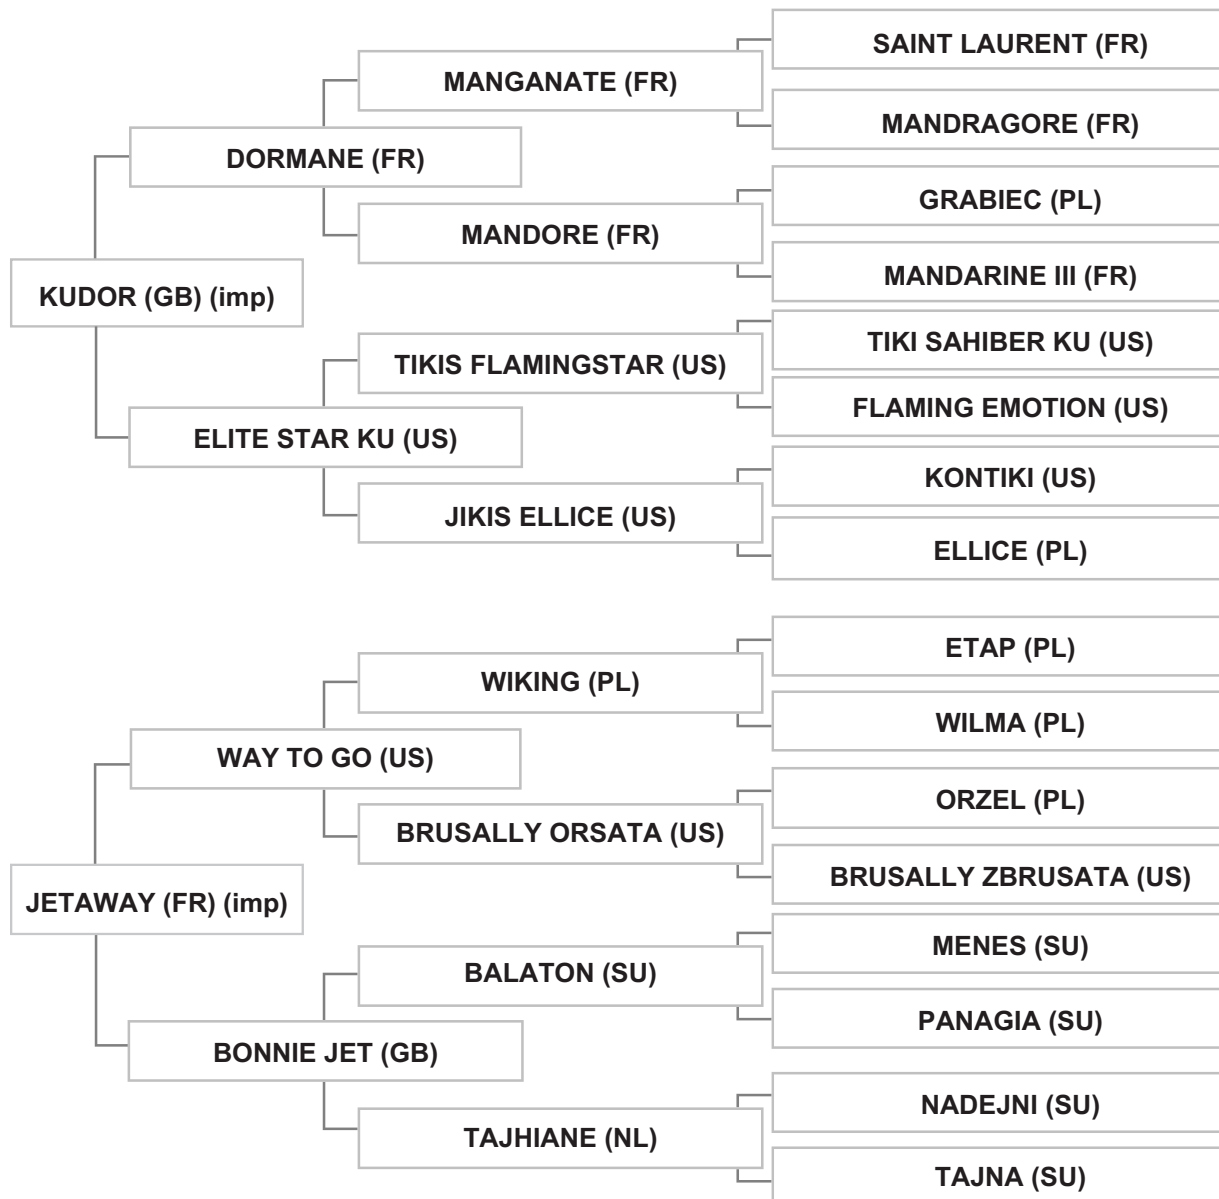 SAINT LAURENT (FR)
MANGANATE (FR)
MANDRAGORE (FR)
DORMANE (FR)
GRABIEC (PL)
MANDORE (FR)
MANDARINE III (FR)
KUDOR (GB) (imp)
TIKI SAHIBER KU (US)
TIKIS FLAMINGSTAR (US)
FLAMING EMOTION (US)
ELITE STAR KU (US)
KONTIKI (US)
JIKIS ELLICE (US)
ELLICE (PL)
ETAP (PL)
WIKING (PL)
WILMA (PL)
WAY TO GO (US)
ORZEL (PL)
BRUSALLY ORSATA (US)
BRUSALLY ZBRUSATA (US)
JETAWAY (FR) (imp)
MENES (SU)
BALATON (SU)
PANAGIA (SU)
BONNIE JET (GB)
NADEJNI (SU)
TAJHIANE (NL)
TAJNA (SU)